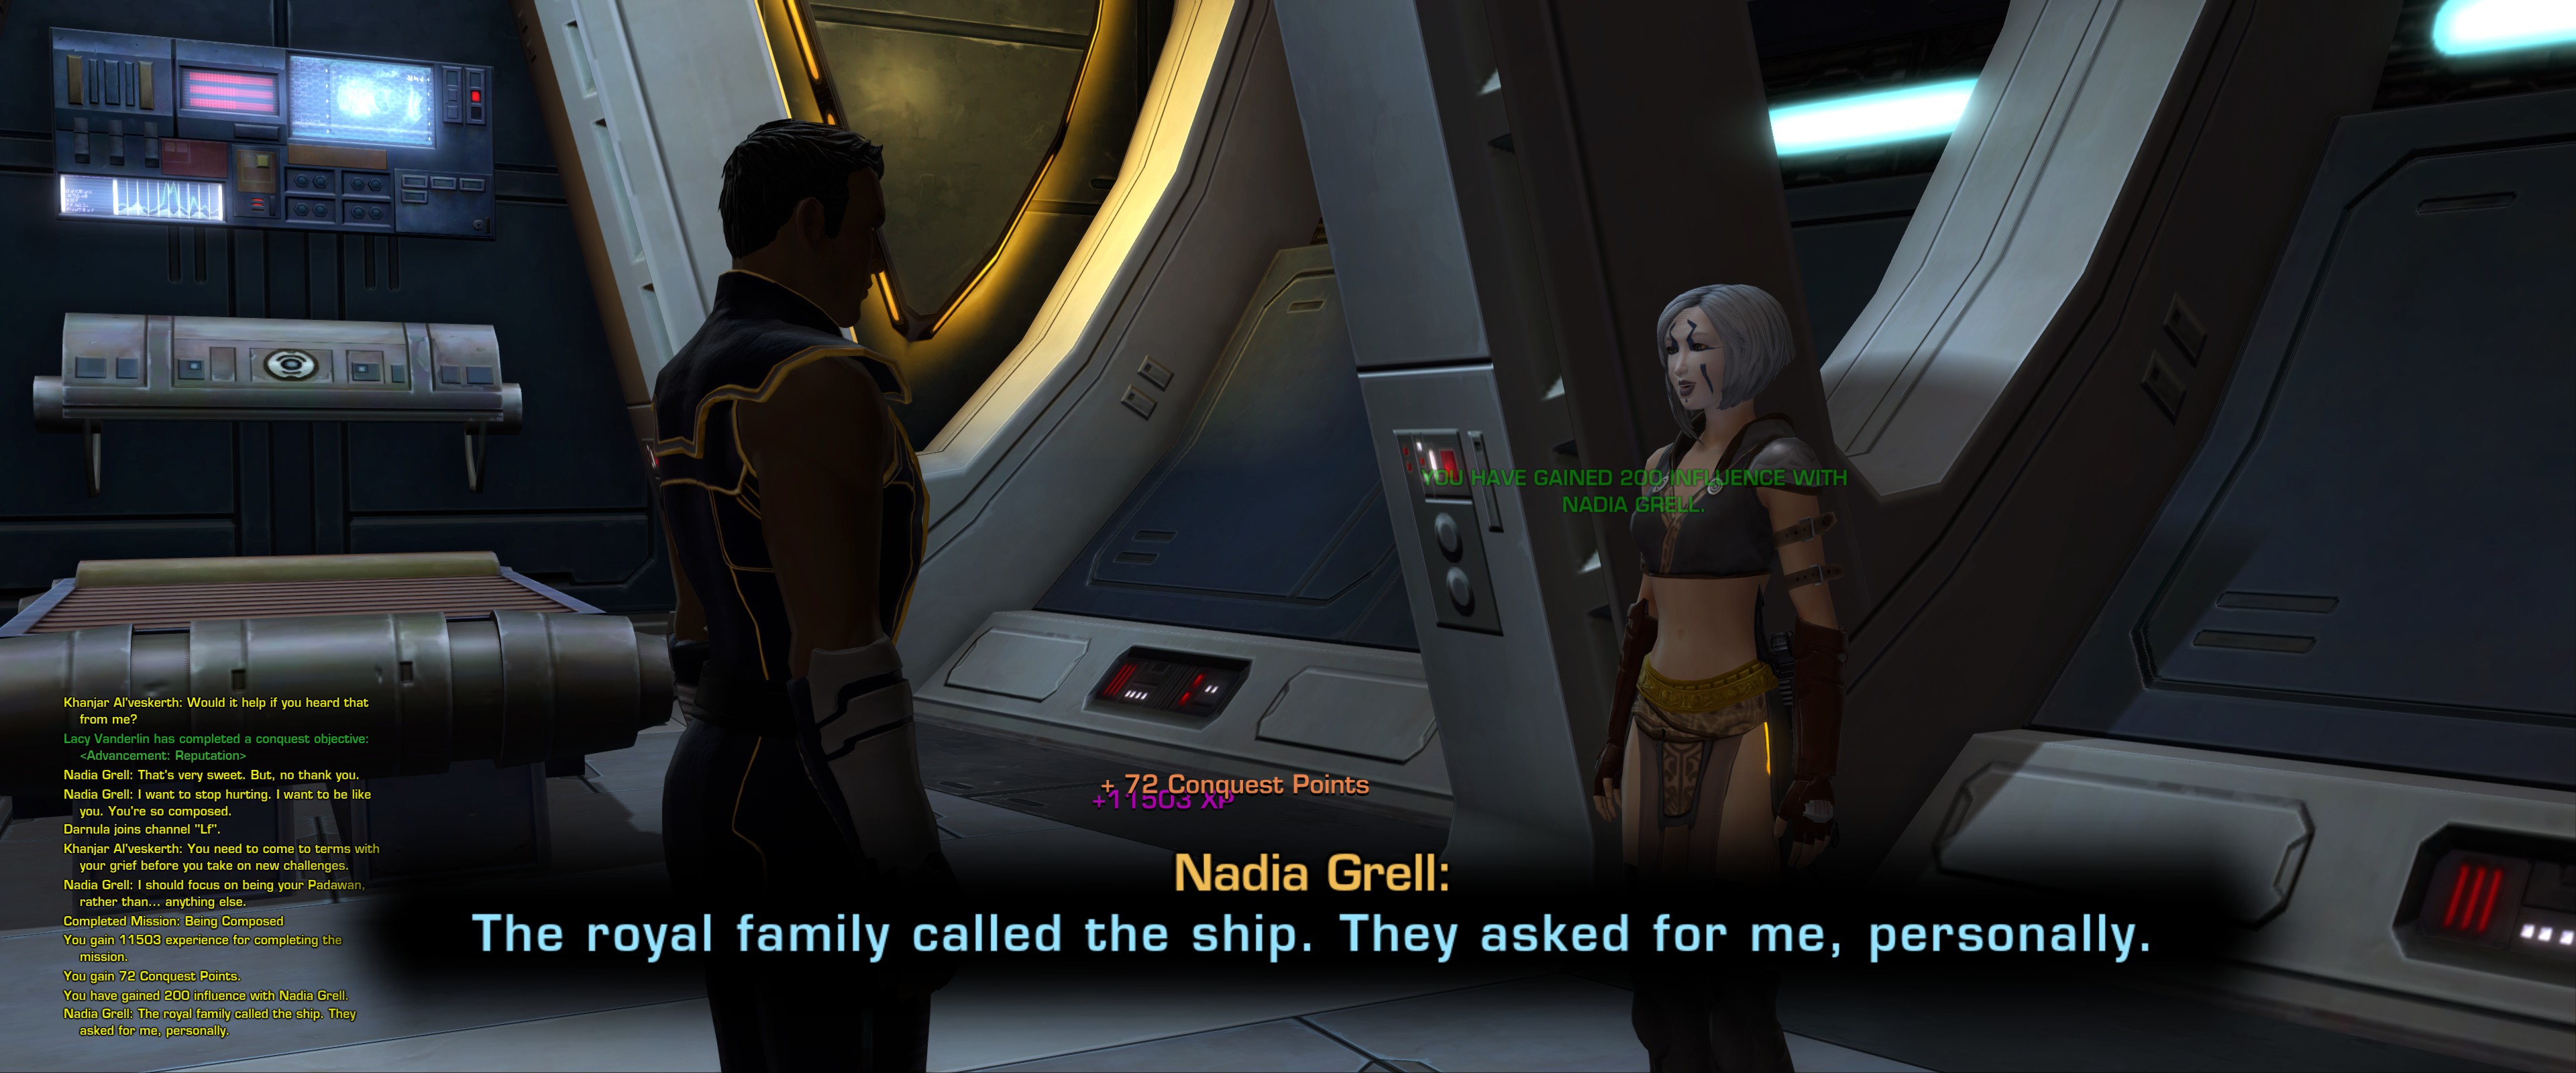 YOU HAVE GAINED 200 INFLUENCE WITH
NADIA GRELL.
+ 72 Conquest Points
+11503 XP
Nadia Grell:
The royal family called the ship. They asked for me, personally.
Khanjar Al'veskerth: Would it help if you heard that
from me?
Lacy Vanderlin has completed a conquest objective:
<Advancement: Reputation>
Nadia Grell: That's very sweet. But, no thank you.
Nadia Grell: I want to stop hurting. I want to be like
you. You're so composed.
Darnula joins channel "Lf".
Khanjar Al'veskerth: You need to come to terms with
your grief before you take on new challenges.
Nadia Grell: I should focus on being your Padawan,
rather than... anything else.
Completed Mission: Being Composed
You gain 11503 experience for completing the
mission.
You gain 72 Conquest Points.
You have gained 200 influence with Nadia Grell.
Nadia Grell: The royal family called the ship. They
asked for me, personally.